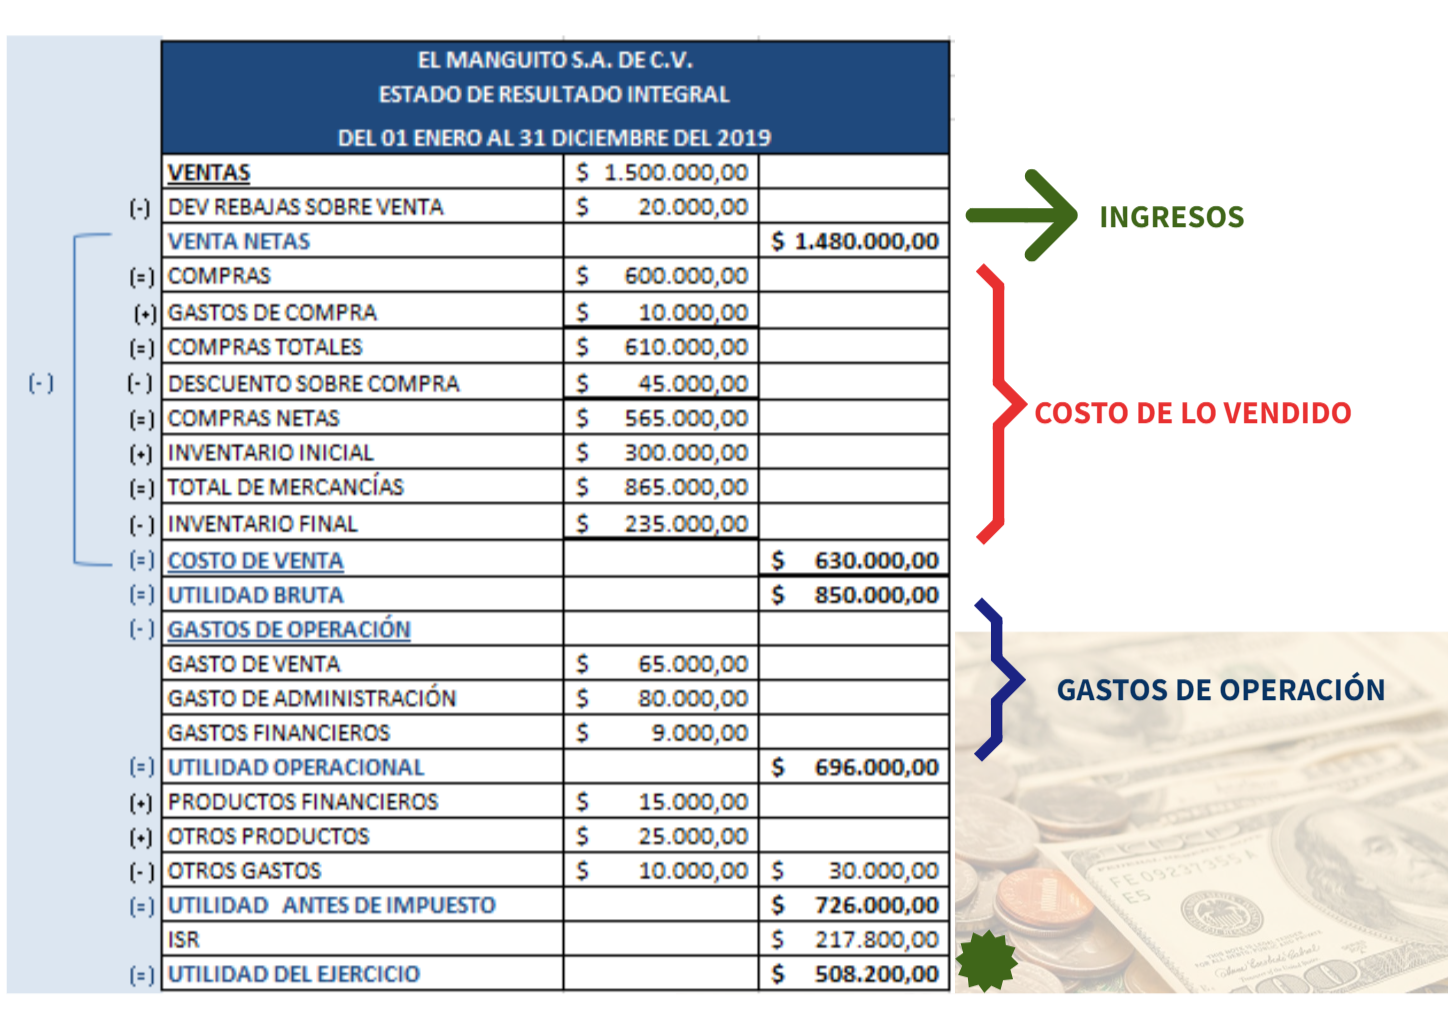 EL MANGUITO S.A. DE C.V.
ESTADO DE RESULTADO INTEGRAL
DEL 01 ENERO AL 31 DICIEMBRE DEL 2019
VENTAS $ 1.500.000,00
(-) DEV REBAJAS SOBRE VENTA $ 20.000,00
INGRESOS
VENTA NETAS $ 1.480.000,00
(=) COMPRAS $ 600.000,00
(+) GASTOS DE COMPRA $ 10.000,00
(=) COMPRAS TOTALES $ 610.000,00
(-) (-) DESCUENTO SOBRE COMPRA $ 45.000,00
COSTO DE LO VENDIDO
(=) COMPRAS NETAS $ 565.000,00
(+) INVENTARIO INICIAL $ 300.000,00
(=) TOTAL DE MERCANCÍAS $ 865.000,00
(-) INVENTARIO FINAL $ 235.000,00
(=) COSTO DE VENTA $ 630.000,00
(=) UTILIDAD BRUTA $ 850.000,00
(-) GASTOS DE OPERACIÓN
GASTO DE VENTA $ 65.000,00
GASTOS DE OPERACIÓN
GASTO DE ADMINISTRACIÓN $ 80.000,00
GASTOS FINANCIEROS $ 9.000,00
(=) UTILIDAD OPERACIONAL $ 696.000,00
(+) PRODUCTOS FINANCIEROS $ 15.000,00
(+) OTROS PRODUCTOS $ 25.000,00
(-) OTROS GASTOS $ 10.000,00 $ 30.000,00
(=) UTILIDAD ANTES DE IMPUESTO $ 726.000,00
ISR $ 217.800,00
(=) UTILIDAD DEL EJERCICIO $ 508.200,00
E5
100